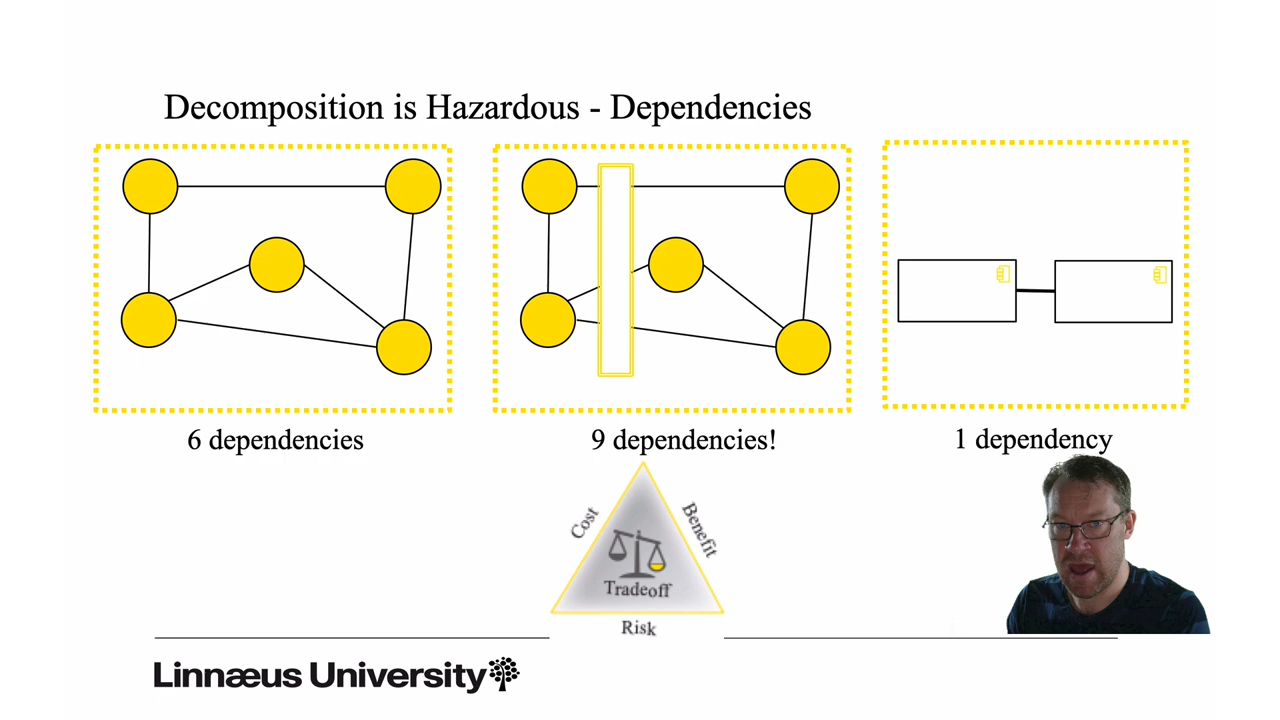 Decomposition is Hazardous - Dependencies
6 dependencies
9 dependencies!
1 dependency
Cost
Benefit
Tradeoff
Risk
Linnæus University